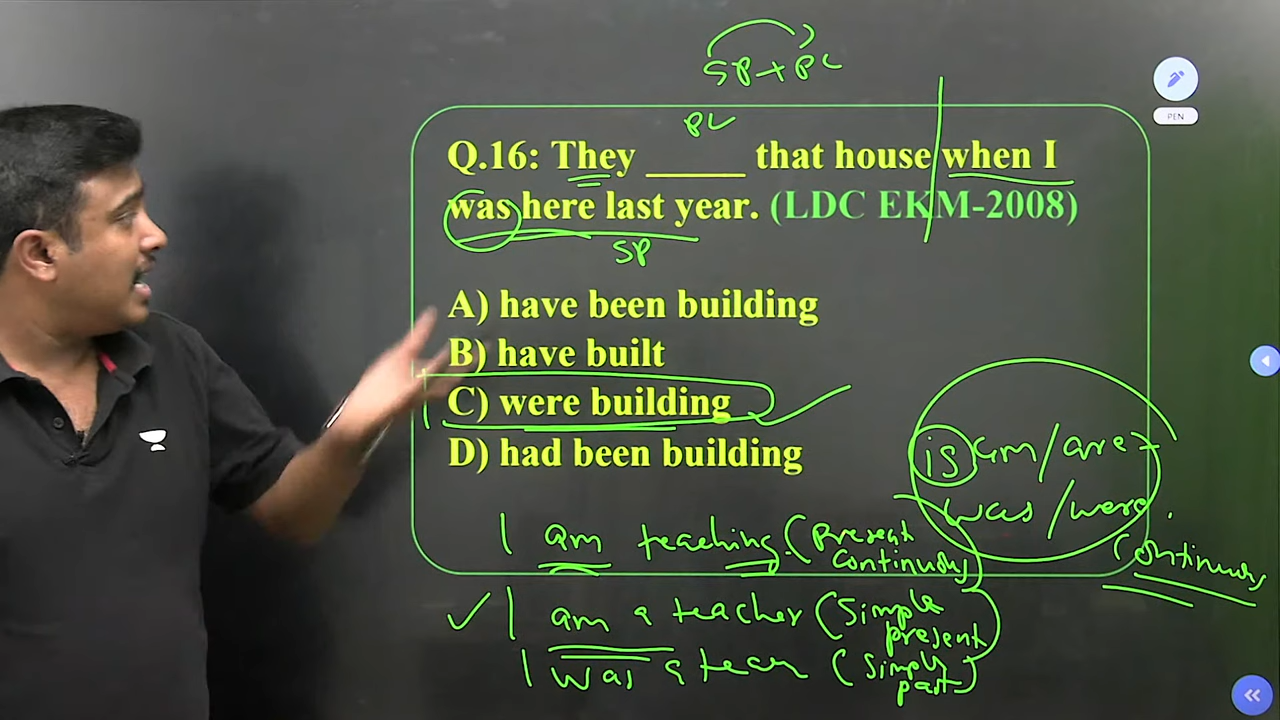 SP + PC
PC
Q.16: They _____ that house when I
was here last year. (LDC EKM-2008)
SP
A) have been building
B) have built
C) were building
D) had been building
is am/are
was/were.
continuous
I am teaching (Present
continuous)
I am a teacher (Simple
present)
I was a (Simple
past)
PEN